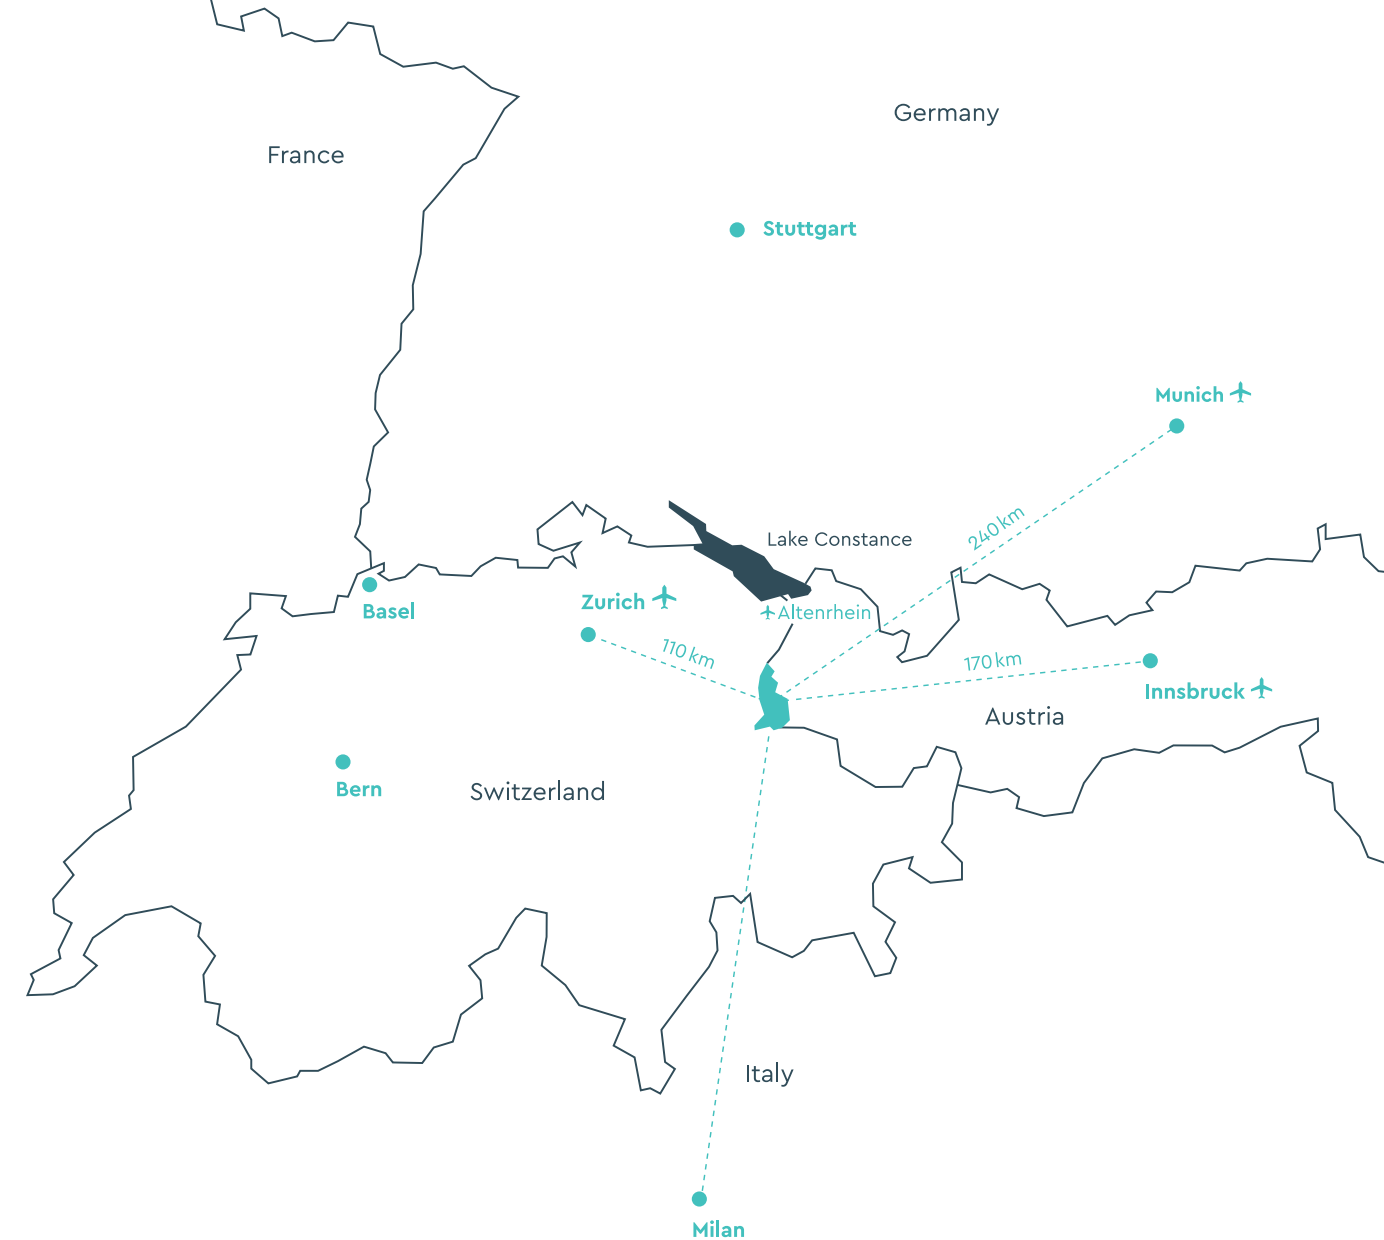 Germany
France
Stuttgart
Munich
240 km
Lake Constance
Zurich
Basel
Altenrhein
110 km
170 km
Innsbruck
Austria
Bern
Switzerland
Italy
Milan